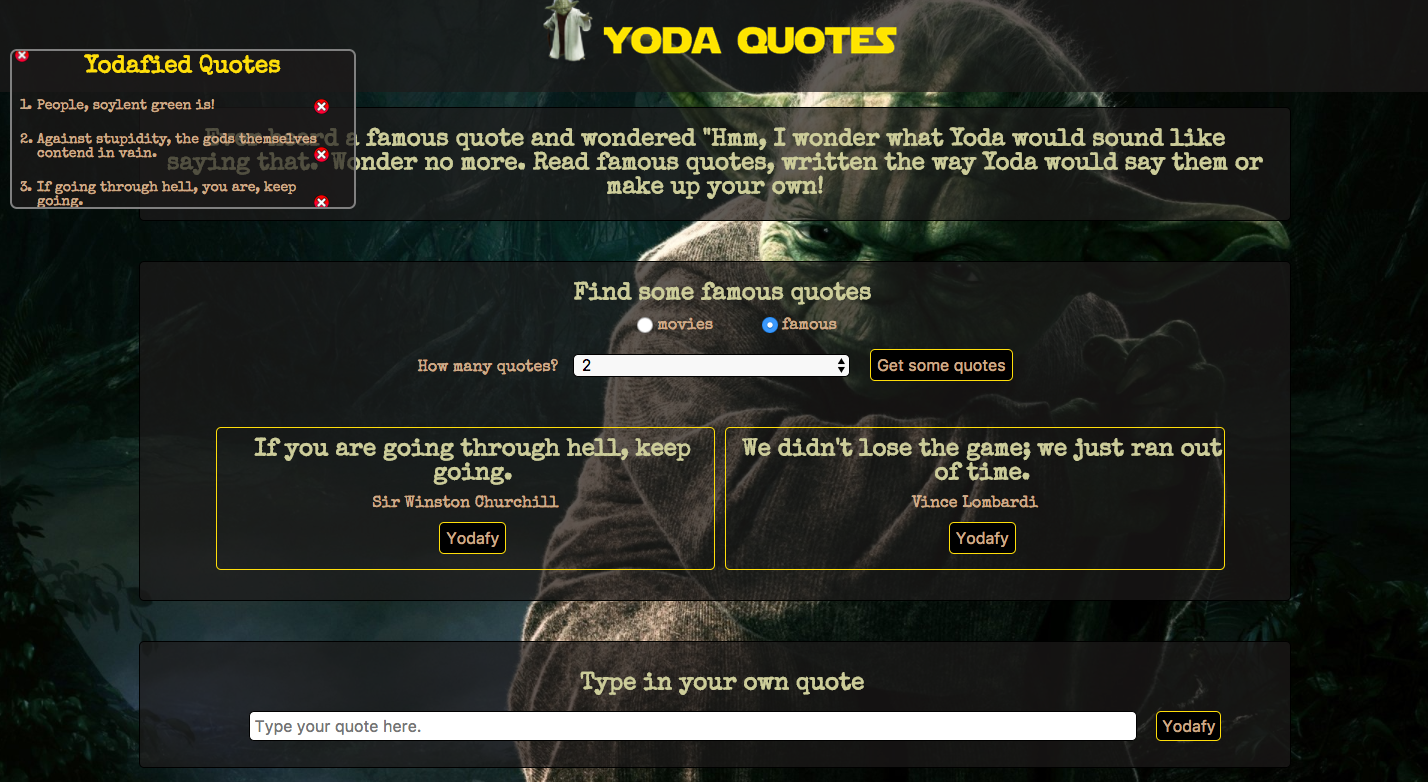 YODA QUOTES
Yodafied Quotes
1. People, soylent green is!
2. Against stupidity, the gods themselves
contend in vain.
3. If going through hell, you are, keep
going.
Ever heard a famous quote and wondered "Hmm, I wonder what Yoda would sound like
saying that." Wonder no more. Read famous quotes, written the way Yoda would say them or
make up your own!
Find some famous quotes
movies famous
How many quotes? 2 Get some quotes
If you are going through hell, keep
going.
Sir Winston Churchill
Yodafy
We didn't lose the game; we just ran out
of time.
Vince Lombardi
Yodafy
Type in your own quote
Type your quote here. Yodafy